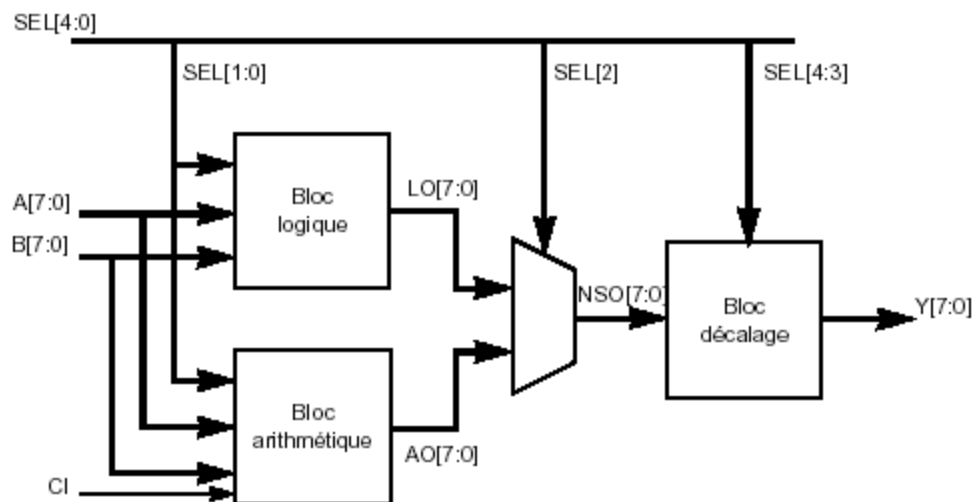 SEL[4:0]
SEL[1:0]
SEL[2]
SEL[4:3]
A[7:0]
B[7:0]
Bloc
logique
LO[7:0]
NSO[7:0]
Bloc
décalage
Y[7:0]
Bloc
arithmétique
AO[7:0]
CI